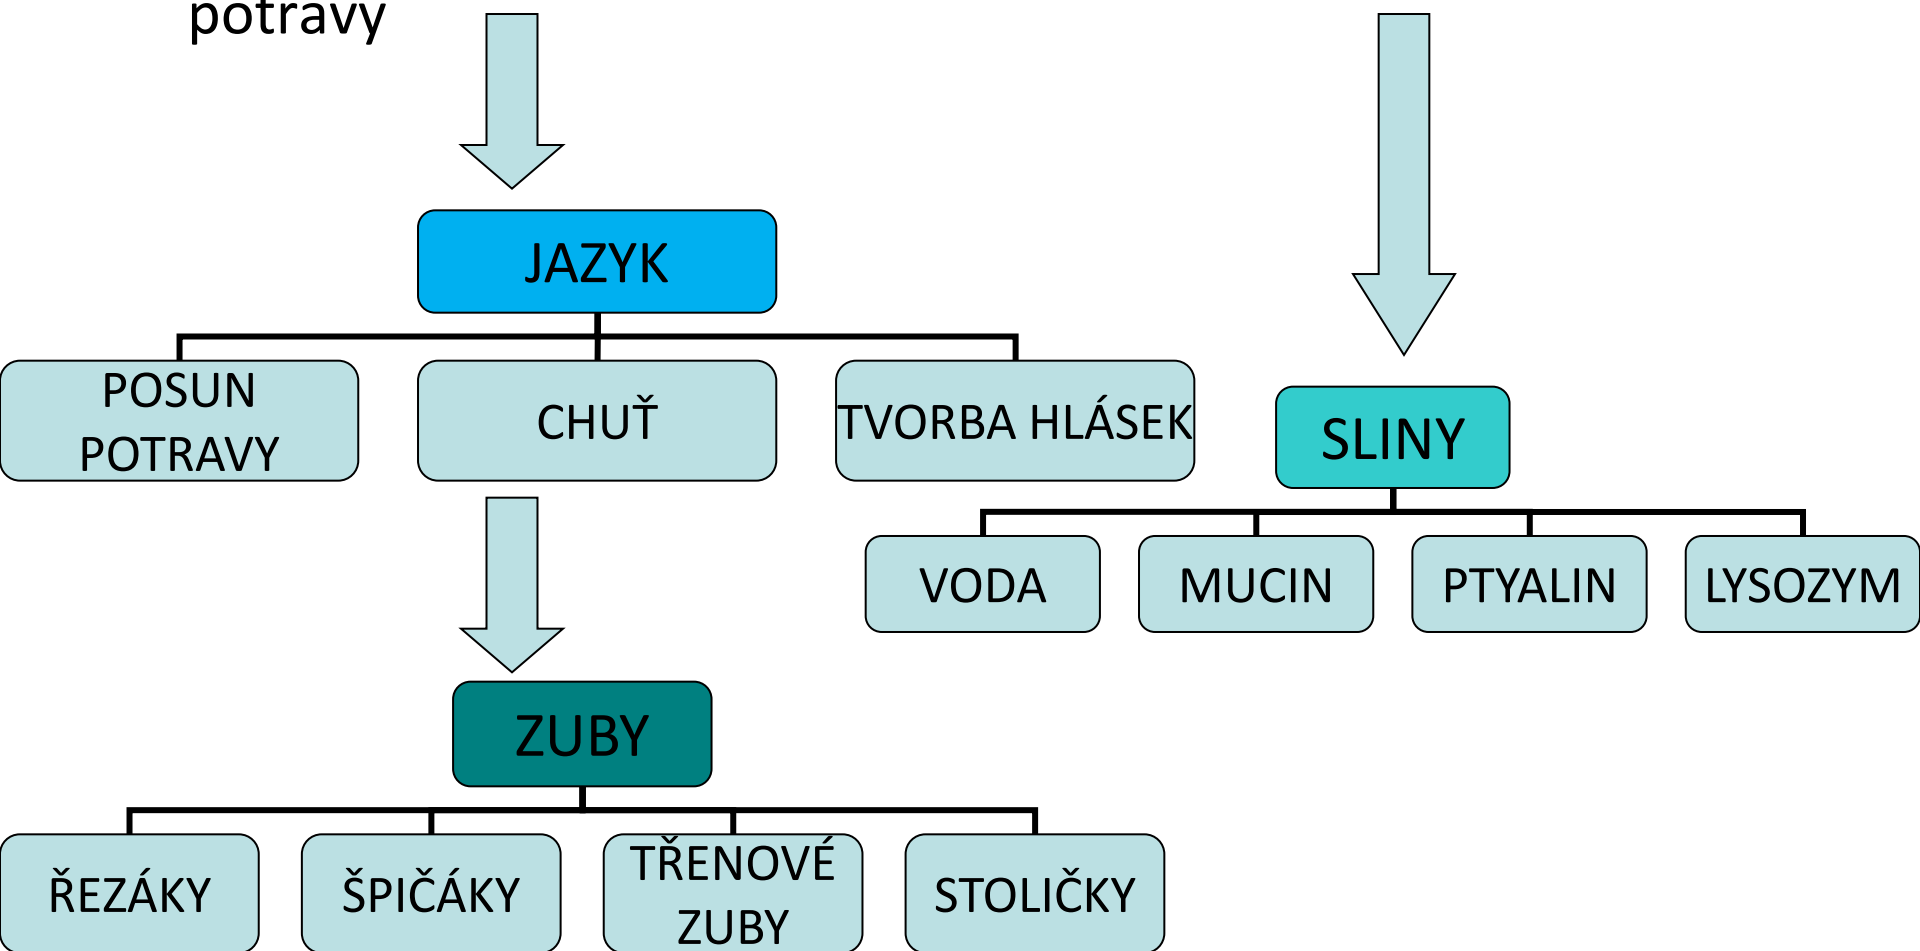 potravy
JAZYK
POSUN
POTRAVY
CHUŤ
TVORBA HLÁSEK
SLINY
VODA
MUCIN
PTYALIN
LYSOZYM
ZUBY
ŘEZÁKY
ŠPIČÁKY
TŘENOVÉ
ZUBY
STOLIČKY